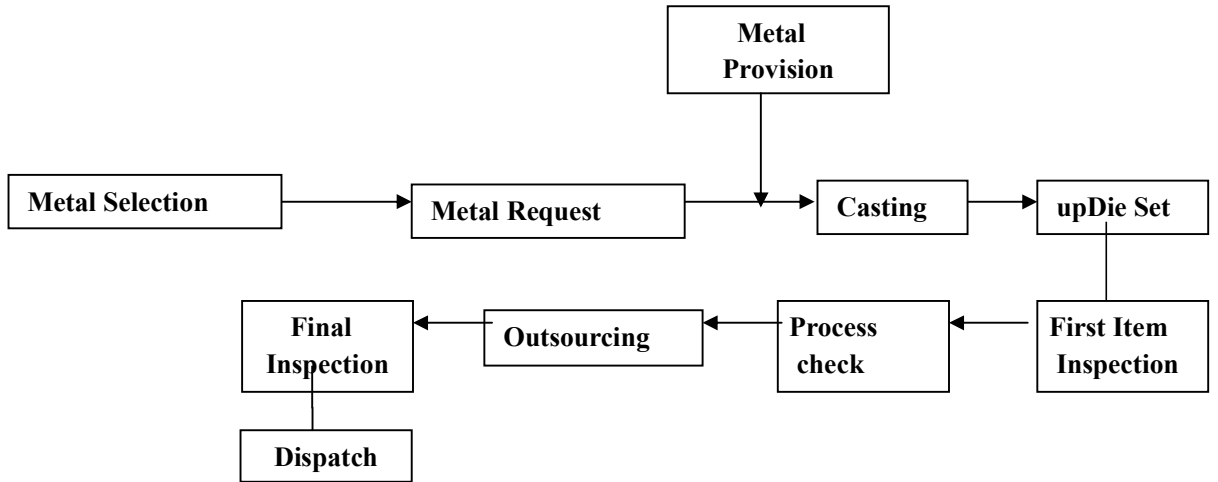 Metal
Provision
Metal Selection
Metal Request
Casting
upDie Set
Final
Inspection
Outsourcing
Process
check
First Item
Inspection
Dispatch